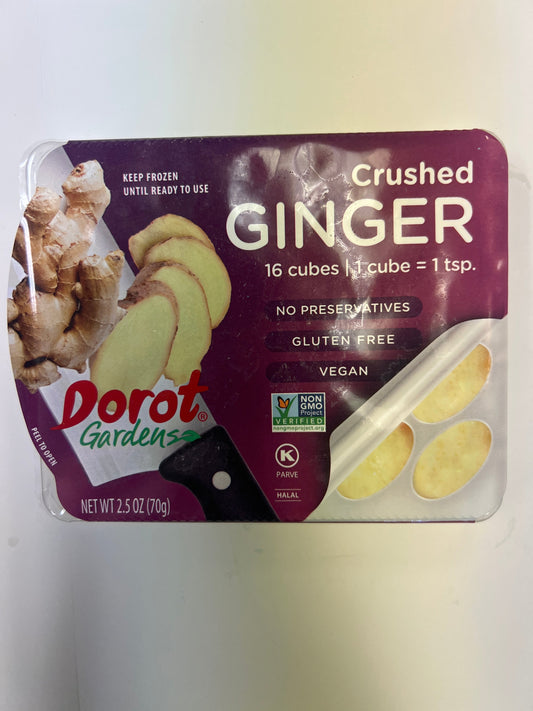 KEEP FROZEN
UNTIL READY TO USE
Crushed
GINGER
16 cubes | 1 cube = 1 tsp.
NO PRESERVATIVES
GLUTEN FREE
VEGAN
Dorot®
Gardens
PEEL TO OPEN
NON
GMO
Project
VERIFIED
nongmoproject.org
K
PARVE
HALAL
NET WT 2.5 OZ (70g)